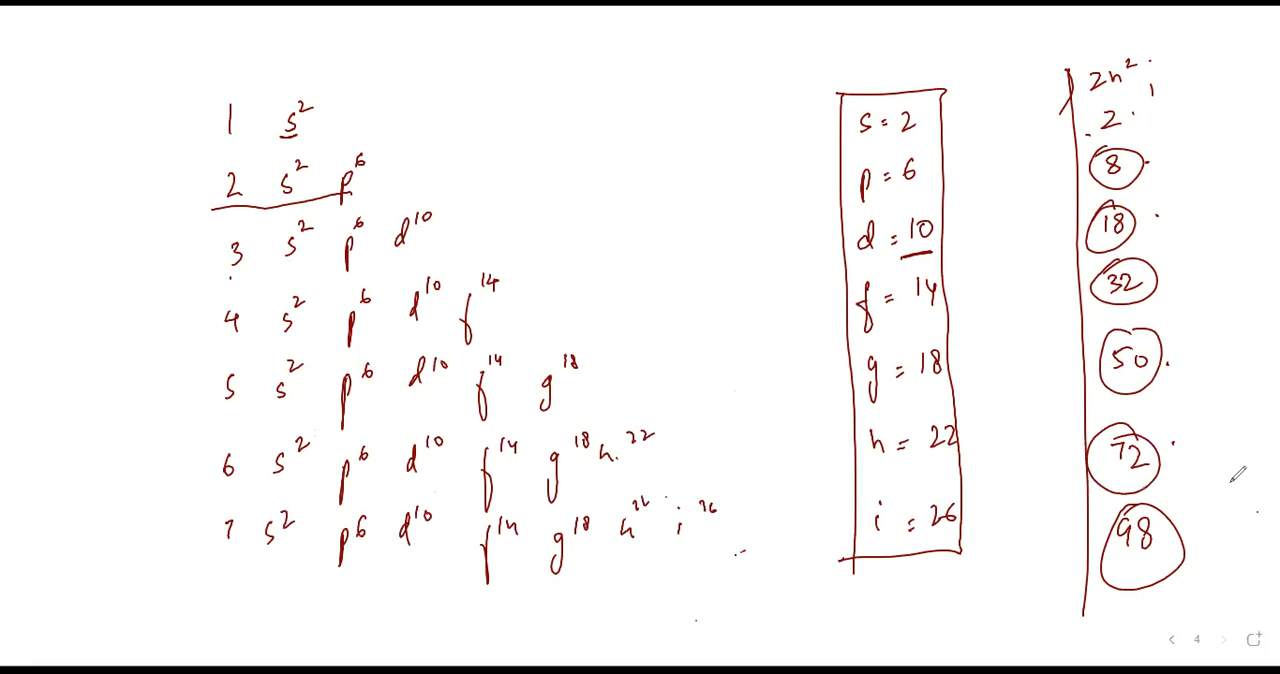 1 s²
2 s² p⁶
3 s² p⁶ d¹⁰
4 s² p⁶ d¹⁰ f¹⁴
5 s² p⁶ d¹⁰ f¹⁴ g¹⁸
6 s² p⁶ d¹⁰ f¹⁴ g¹⁸ h²²
7 s² p⁶ d¹⁰ f¹⁴ g¹⁸ h²² i²⁶
s = 2
p = 6
d = 10
f = 14
g = 18
h = 22
i = 26
2n²
2
8
18
32
50
72
98
4